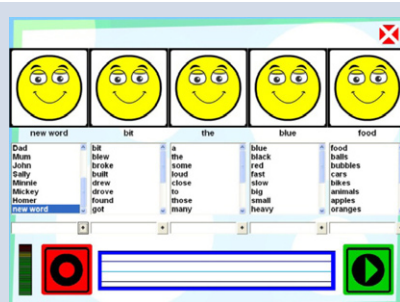 new word bit the blue food
Dad bit a blue food
Mum blew the black balls
John broke some red bubbles
Sally built loud fast cars
Minnie drew close slow bikes
Mickey drove to big animals
Homer found those small apples
new word got many heavy oranges